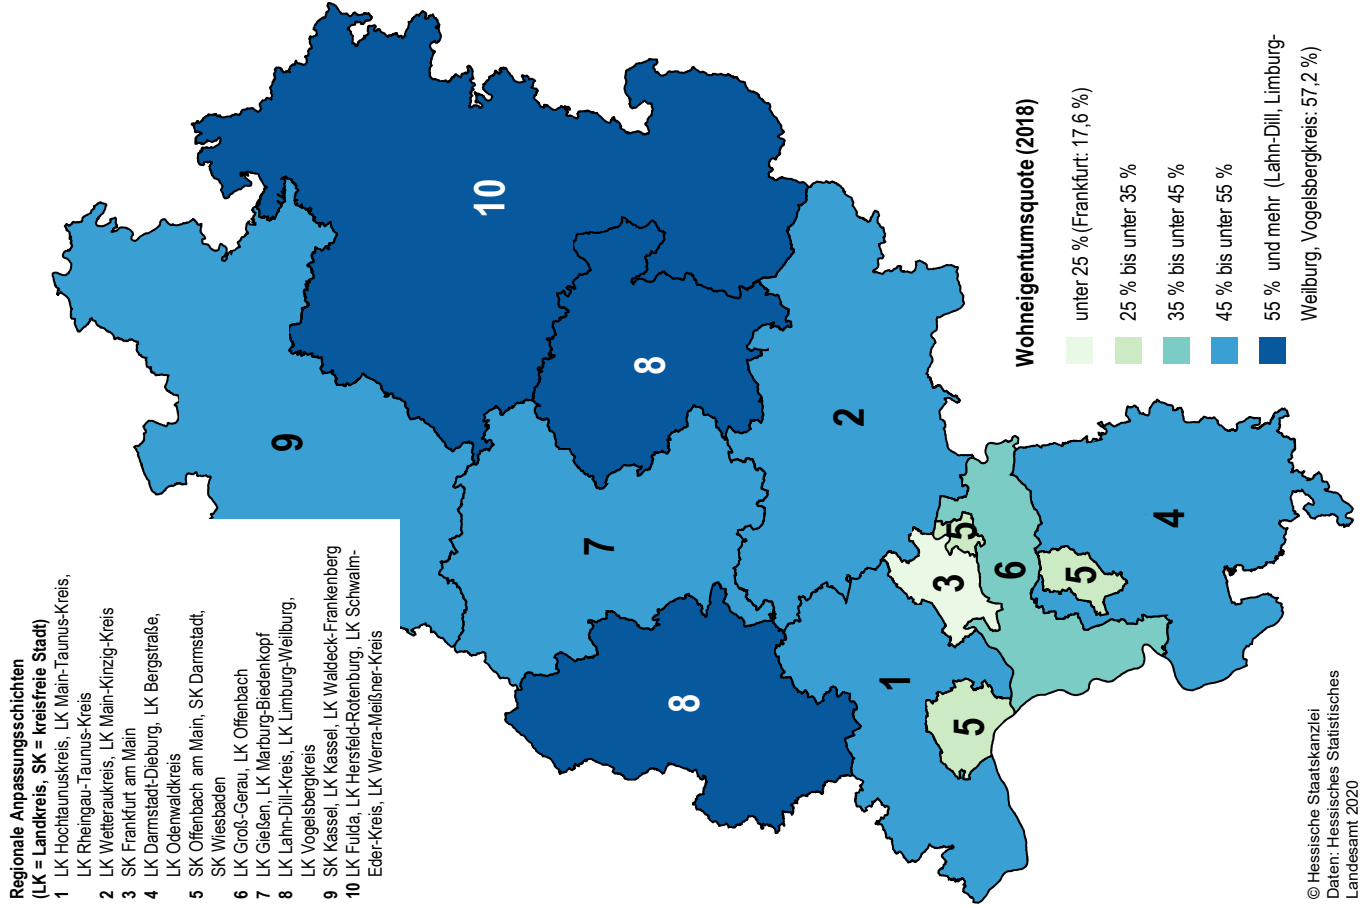 Regionale Anpassungsschichten
(LK = Landkreis, SK = kreisfreie Stadt)
1 LK Hochtaunuskreis, LK Main-Taunus-Kreis,
LK Rheingau-Taunus-Kreis
2 LK Wetteraukreis, LK Main-Kinzig-Kreis
3 SK Frankfurt am Main
4 LK Darmstadt-Dieburg, LK Bergstraße,
LK Odenwaldkreis
5 SK Offenbach am Main, SK Darmstadt,
SK Wiesbaden
6 LK Groß-Gerau, LK Offenbach
7 LK Gießen, LK Marburg-Biedenkopf
8 LK Lahn-Dill-Kreis, LK Limburg-Weilburg,
LK Vogelsbergkreis
9 SK Kassel, LK Kassel, LK Waldeck-Frankenberg
10 LK Fulda, LK Hersfeld-Rotenburg, LK Schwalm-
Eder-Kreis, LK Werra-Meißner-Kreis
9
10
7
8
8
2
1
3
5
5
6
5
4
Wohneigentumsquote (2018)
unter 25 % (Frankfurt: 17,6 %)
25 % bis unter 35 %
35 % bis unter 45 %
45 % bis unter 55 %
55 % und mehr (Lahn-Dill, Limburg-
Weilburg, Vogelsbergkreis: 57,2 %)
© Hessische Staatskanzlei
Daten: Hessisches Statistisches
Landesamt 2020